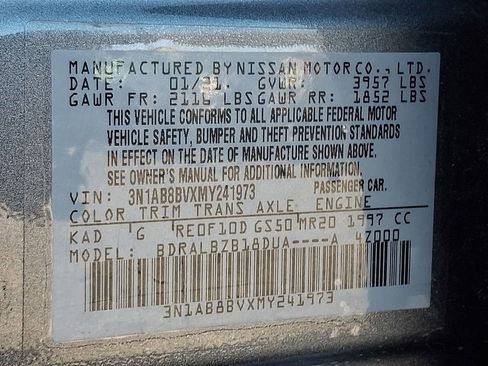 MANUFACTURED BY NISSAN MOTOR CO., LTD.
DATE: 01/21. GVWR: 3957 LBS
GAWR FR: 2116 LBS GAWR RR: 1852 LBS
THIS VEHICLE CONFORMS TO ALL APPLICABLE FEDERAL MOTOR
VEHICLE SAFETY, BUMPER AND THEFT PREVENTION STANDARDS
IN EFFECT ON THE DATE OF MANUFACTURE SHOWN ABOVE.
SEE OWNER'S MANUAL FOR ADDITIONAL INFORMATION.
VIN: 3N1AB8BVXMY241973 PASSENGER CAR.
COLOR TRIM TRANS AXLE ENGINE
KAD G RE0F10D GS50 MR20 1997 CC
MODEL: BDRALBZB18DUA----A 4Z000
3N1AB8BVXMY241973